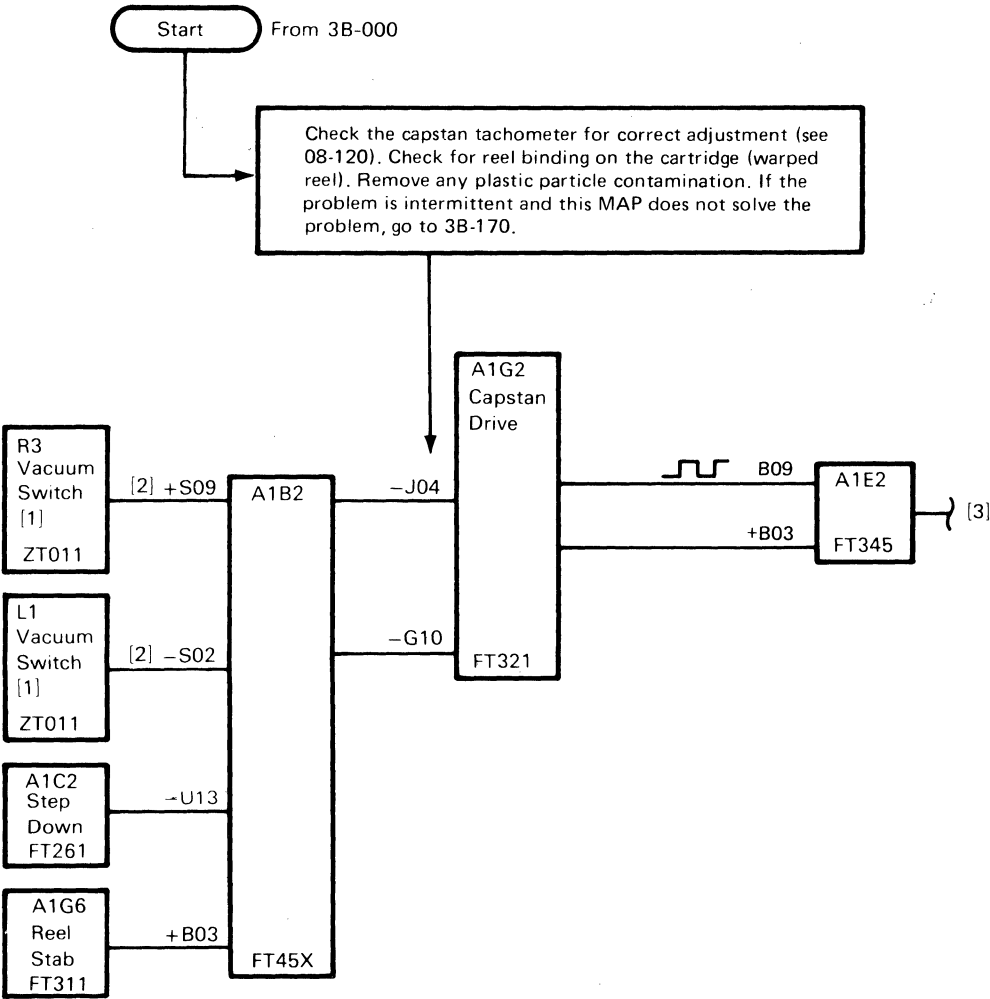 Start From 3B-000
Check the capstan tachometer for correct adjustment (see
08-120). Check for reel binding on the cartridge (warped
reel). Remove any plastic particle contamination. If the
problem is intermittent and this MAP does not solve the
problem, go to 3B-170.
R3
Vacuum
Switch
[1]
ZT011
[2] +S09
L1
Vacuum
Switch
[1]
ZT011
[2] −S02
A1C2
Step
Down
FT261
−U13
A1G6
Reel
Stab
FT311
+B03
A1B2
FT45X
−J04
−G10
A1G2
Capstan
Drive
FT321
B09
+B03
A1E2
FT345
[3]